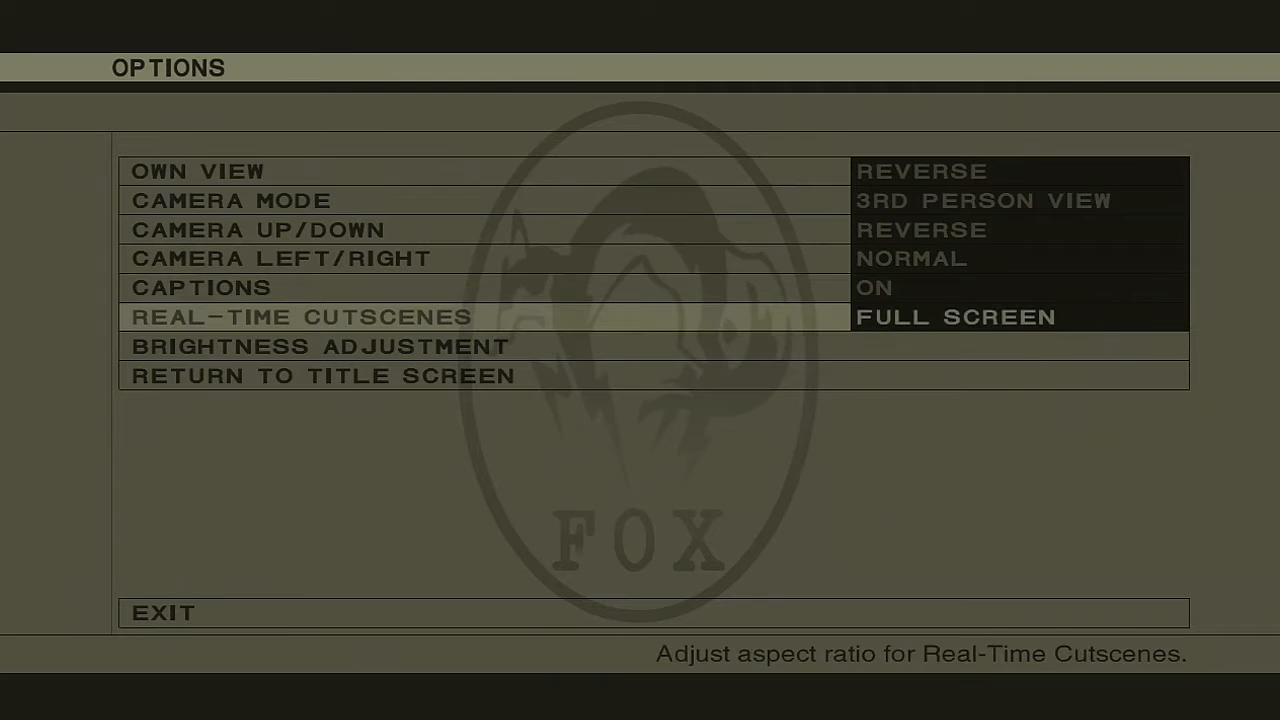 OPTIONS
OWN VIEW REVERSE
CAMERA MODE 3RD PERSON VIEW
CAMERA UP/DOWN REVERSE
CAMERA LEFT/RIGHT NORMAL
CAPTIONS ON
REAL-TIME CUTSCENES FULL SCREEN
BRIGHTNESS ADJUSTMENT
RETURN TO TITLE SCREEN
FOX
EXIT
Adjust aspect ratio for Real-Time Cutscenes.